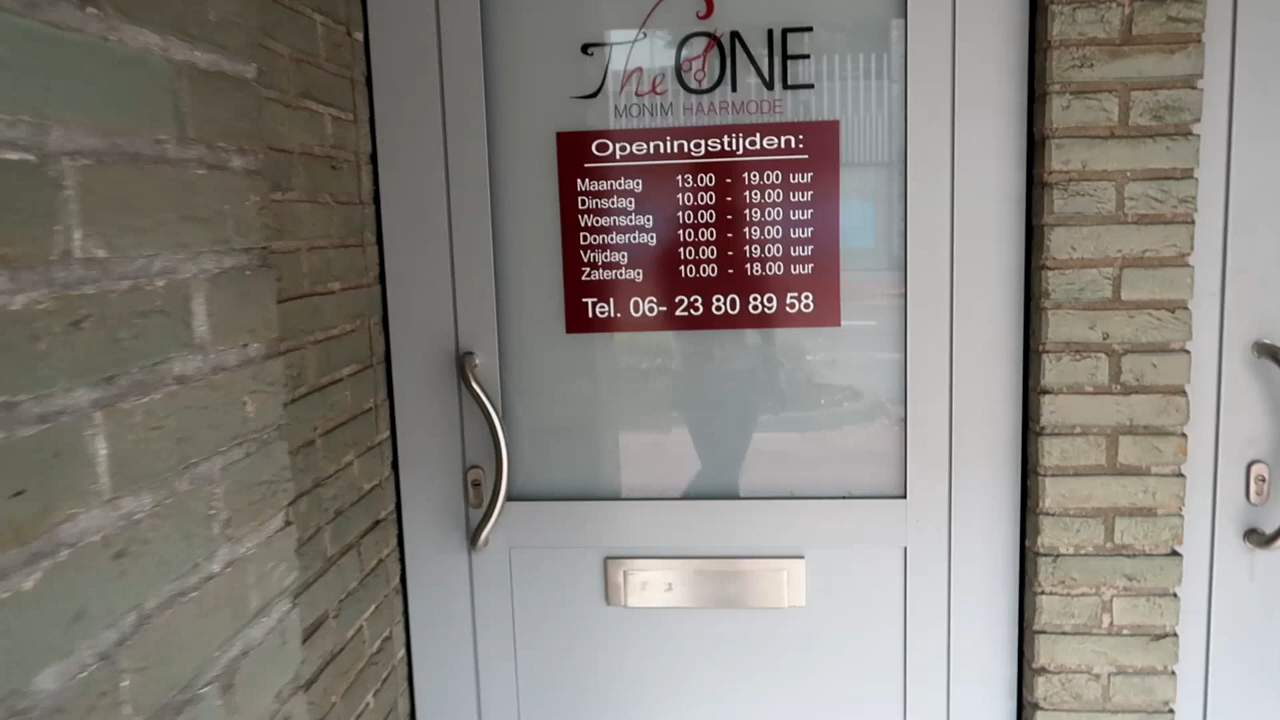 The ONE
MONIM HAARMODE
Openingstijden:
Maandag 13.00 - 19.00 uur
Dinsdag 10.00 - 19.00 uur
Woensdag 10.00 - 19.00 uur
Donderdag 10.00 - 19.00 uur
Vrijdag 10.00 - 19.00 uur
Zaterdag 10.00 - 18.00 uur
Tel. 06- 23 80 89 58